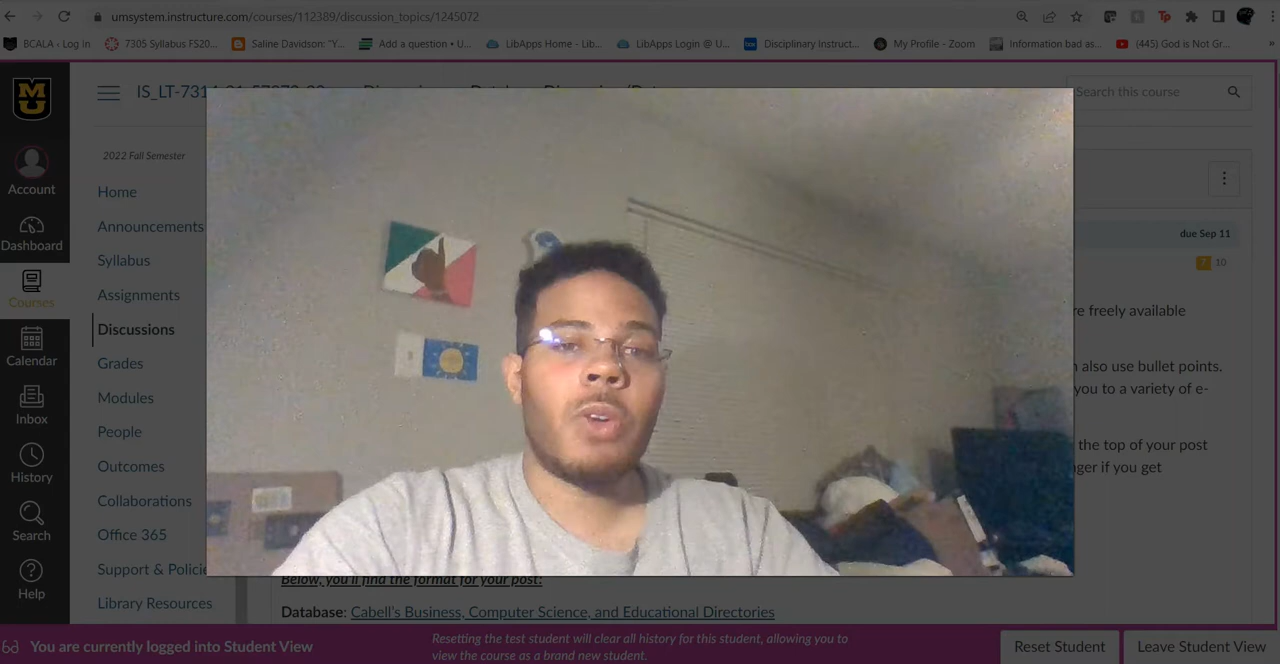 umsystem.instructure.com/courses/112389/discussion_topics/1245072
BCALA ‹ Log In
7305 Syllabus FS20...
Saline Davidson: "Y...
Add a question • U...
LibApps Home - Lib...
LibApps Login @ U...
Disciplinary Instruct...
My Profile - Zoom
Information bad as...
(445) God is Not Gr...
»
MU
IS_LT-731
Search this course
2022 Fall Semester
Account
Dashboard
Courses
Calendar
Inbox
History
Search
Help
Home
Announcements
Syllabus
Assignments
Discussions
Grades
Modules
People
Outcomes
Collaborations
Office 365
Support & Policie
Library Resources
due Sep 11
7 10
re freely available
also use bullet points.
you to a variety of e-
the top of your post
nger if you get
Below, you'll find the format for your post:
Database: Cabell's Business, Computer Science, and Educational Directories
You are currently logged into Student View
Resetting the test student will clear all history for this student, allowing you to
view the course as a brand new student.
Reset Student
Leave Student View